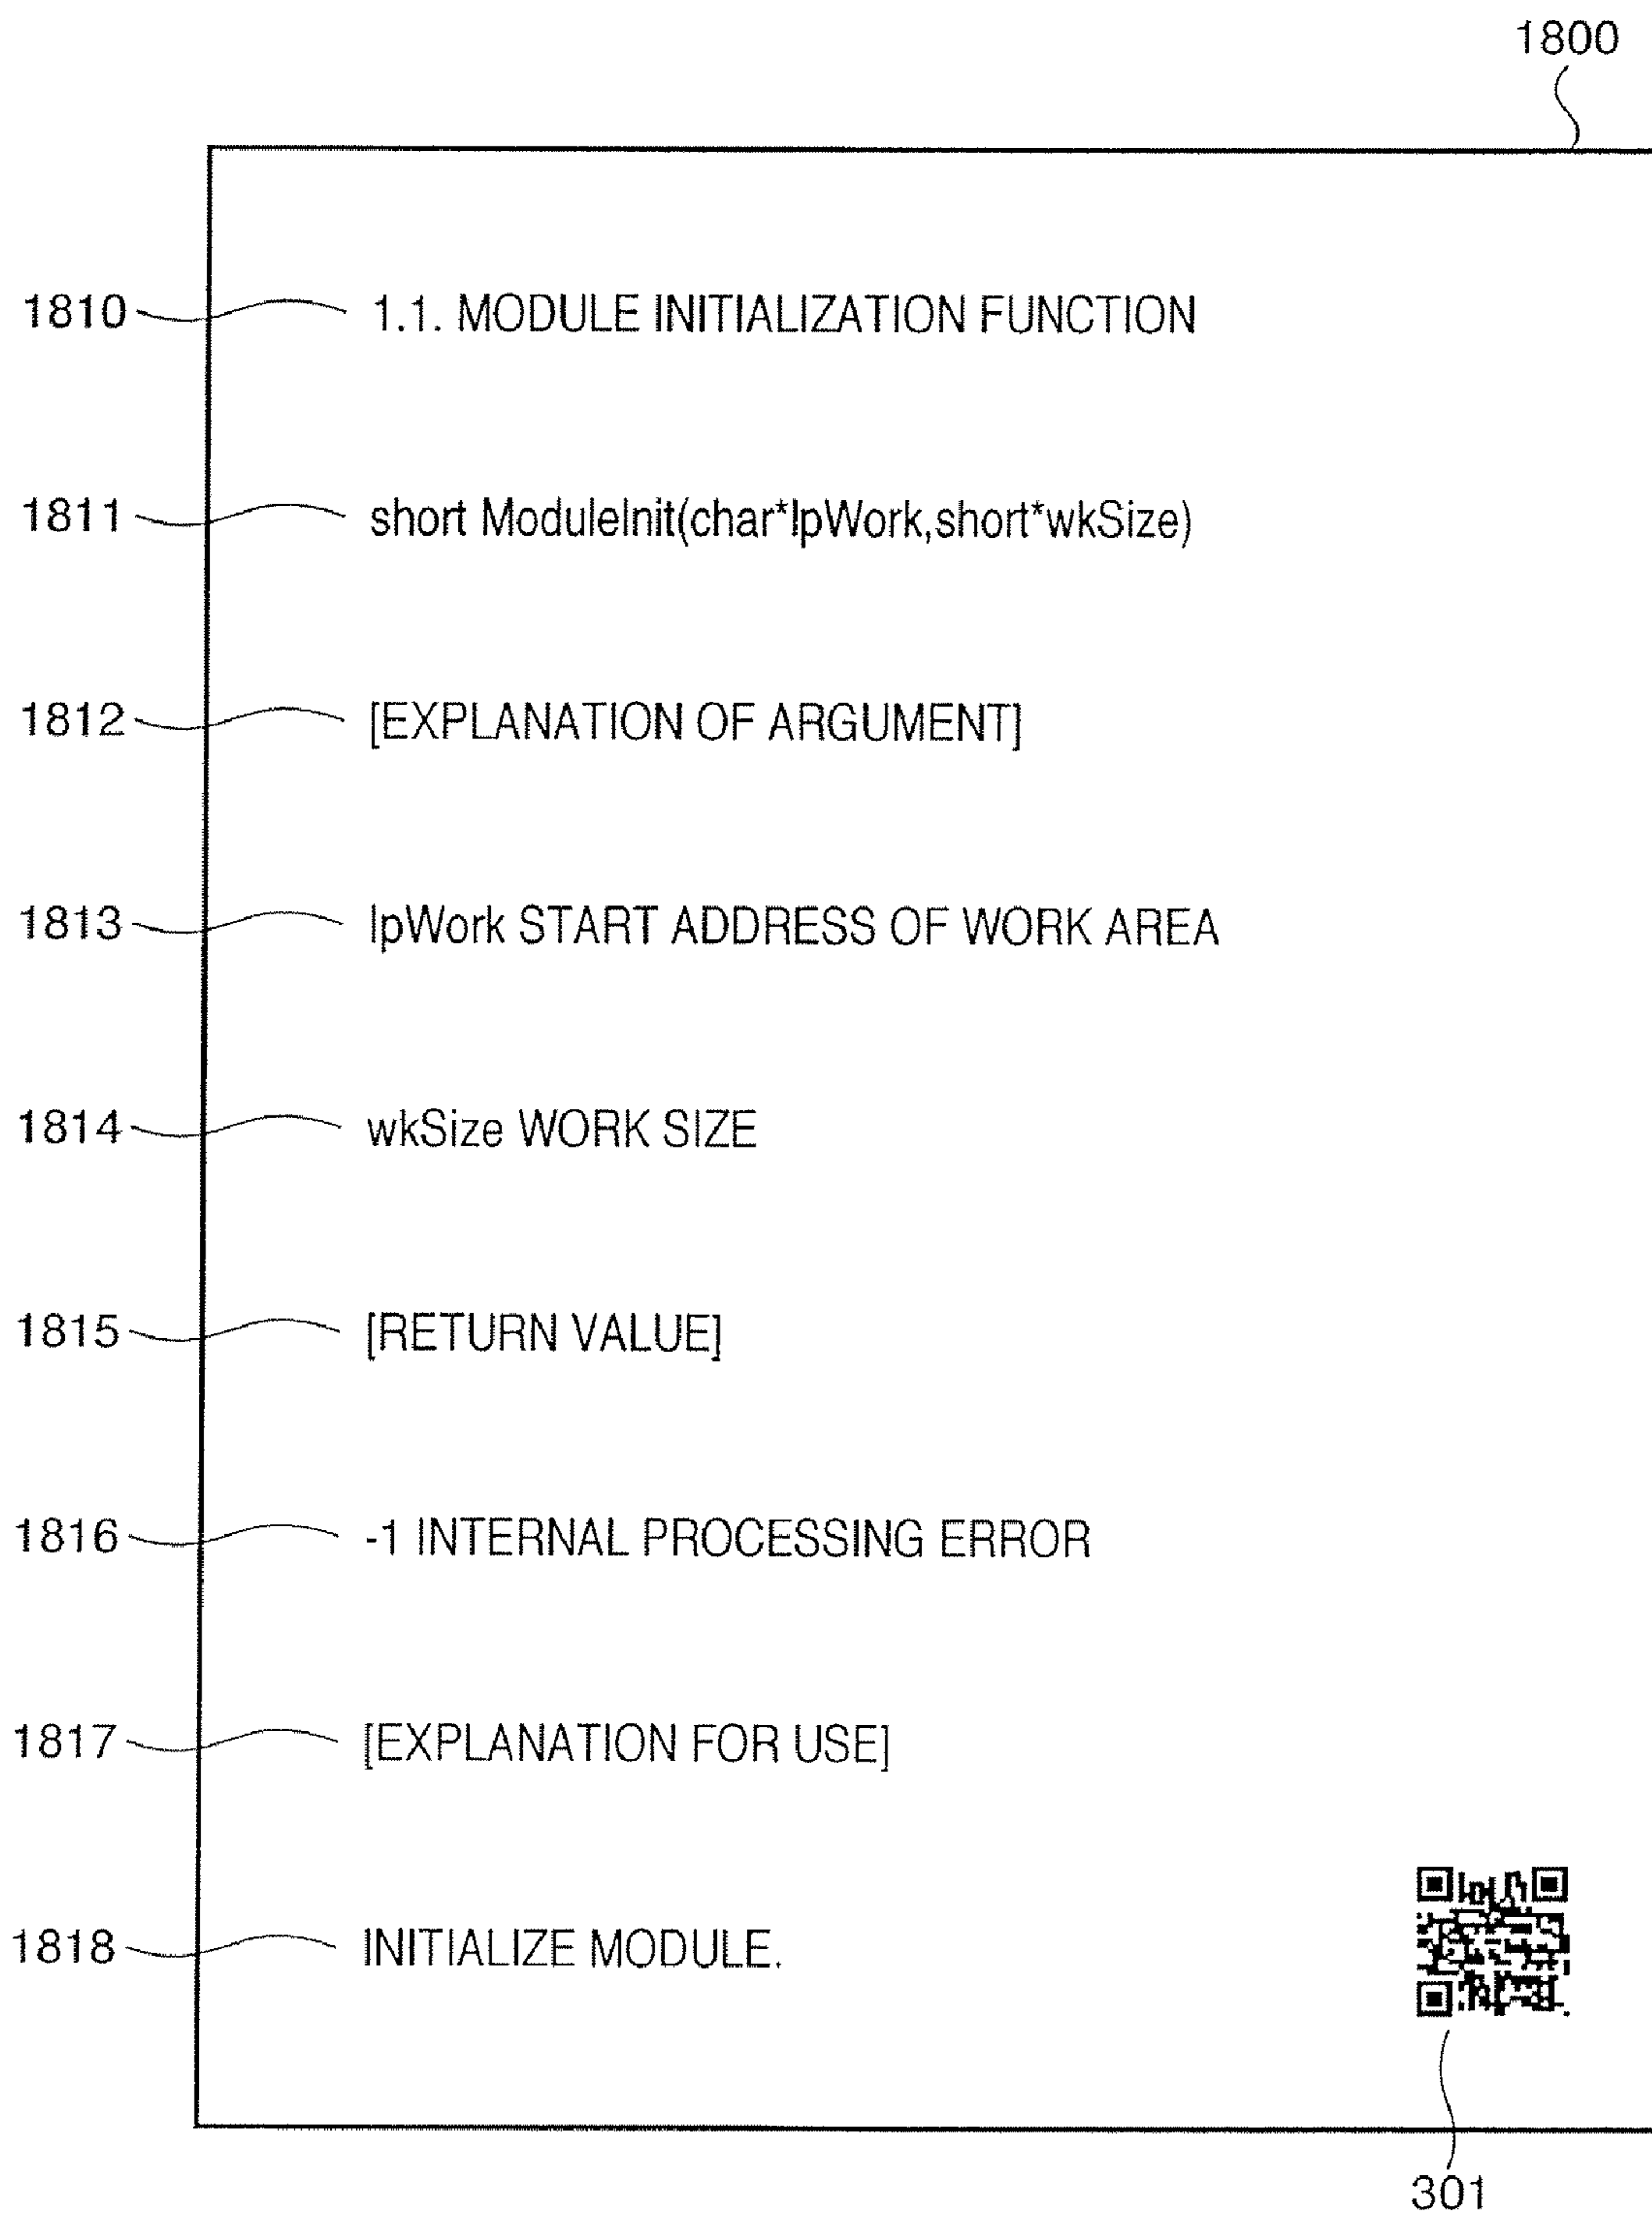 1800
1810 1.1. MODULE INITIALIZATION FUNCTION
1811 short ModuleInit(char*lpWork,short*wkSize)
1812 [EXPLANATION OF ARGUMENT]
1813 lpWork START ADDRESS OF WORK AREA
1814 wkSize WORK SIZE
1815 [RETURN VALUE]
1816 -1 INTERNAL PROCESSING ERROR
1817 [EXPLANATION FOR USE]
1818 INITIALIZE MODULE.
301